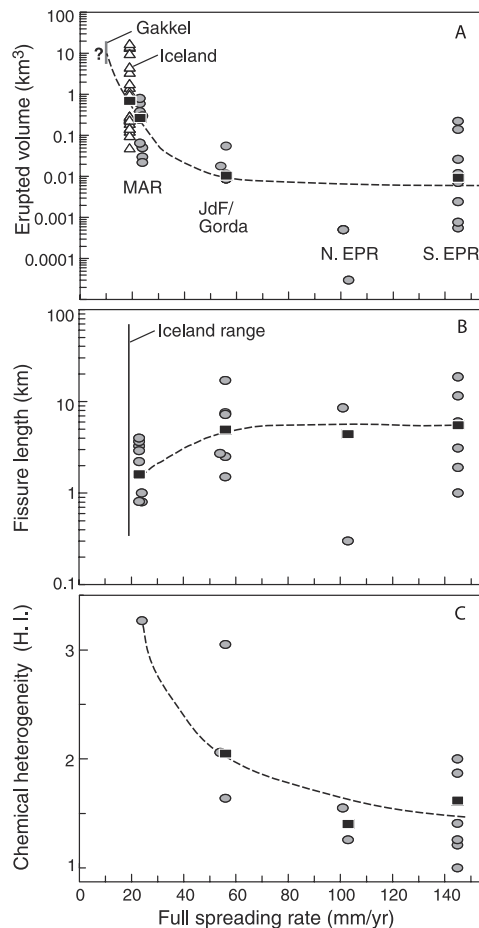 A
Gakkel
?
Iceland
100
10
1
0.1
0.01
0.001
0.0001
Erupted volume (km3)
MAR
JdF/
Gorda
N. EPR
S. EPR
B
Iceland range
100
10
1
0.1
Fissure length (km)
C
3
2
1
Chemical heterogeneity (H. I.)
0 20 40 60 80 100 120 140
Full spreading rate (mm/yr)